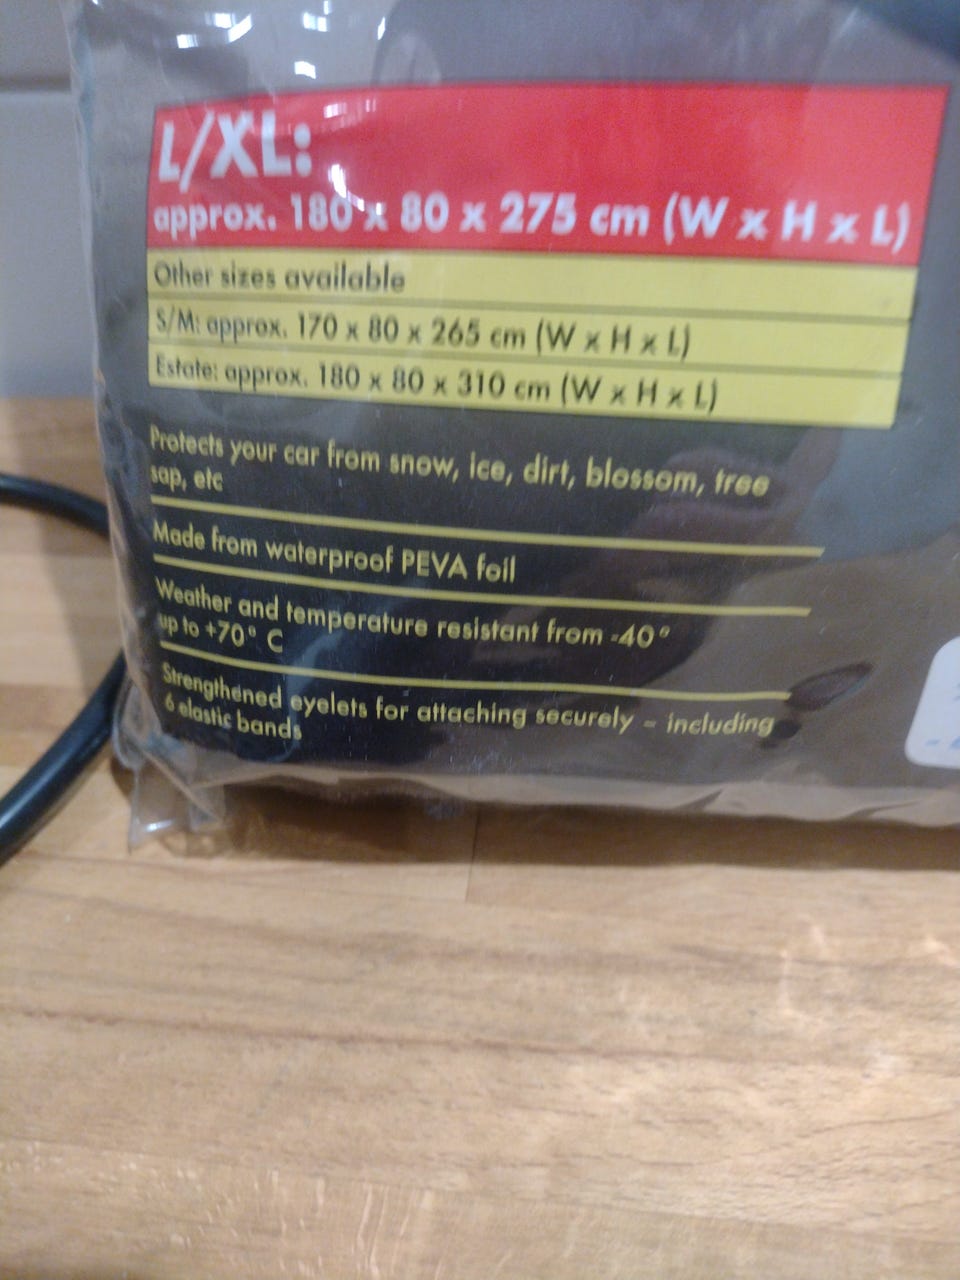 L/XL:
approx. 180 x 80 x 275 cm (W x H x L)
Other sizes available
S/M: approx. 170 x 80 x 265 cm (W x H x L)
Estate: approx. 180 x 80 x 310 cm (W x H x L)
Protects your car from snow, ice, dirt, blossom, tree
sap, etc
Made from waterproof PEVA foil
Weather and temperature resistant from -40°
up to +70° C
Strengthened eyelets for attaching securely – including
6 elastic bands